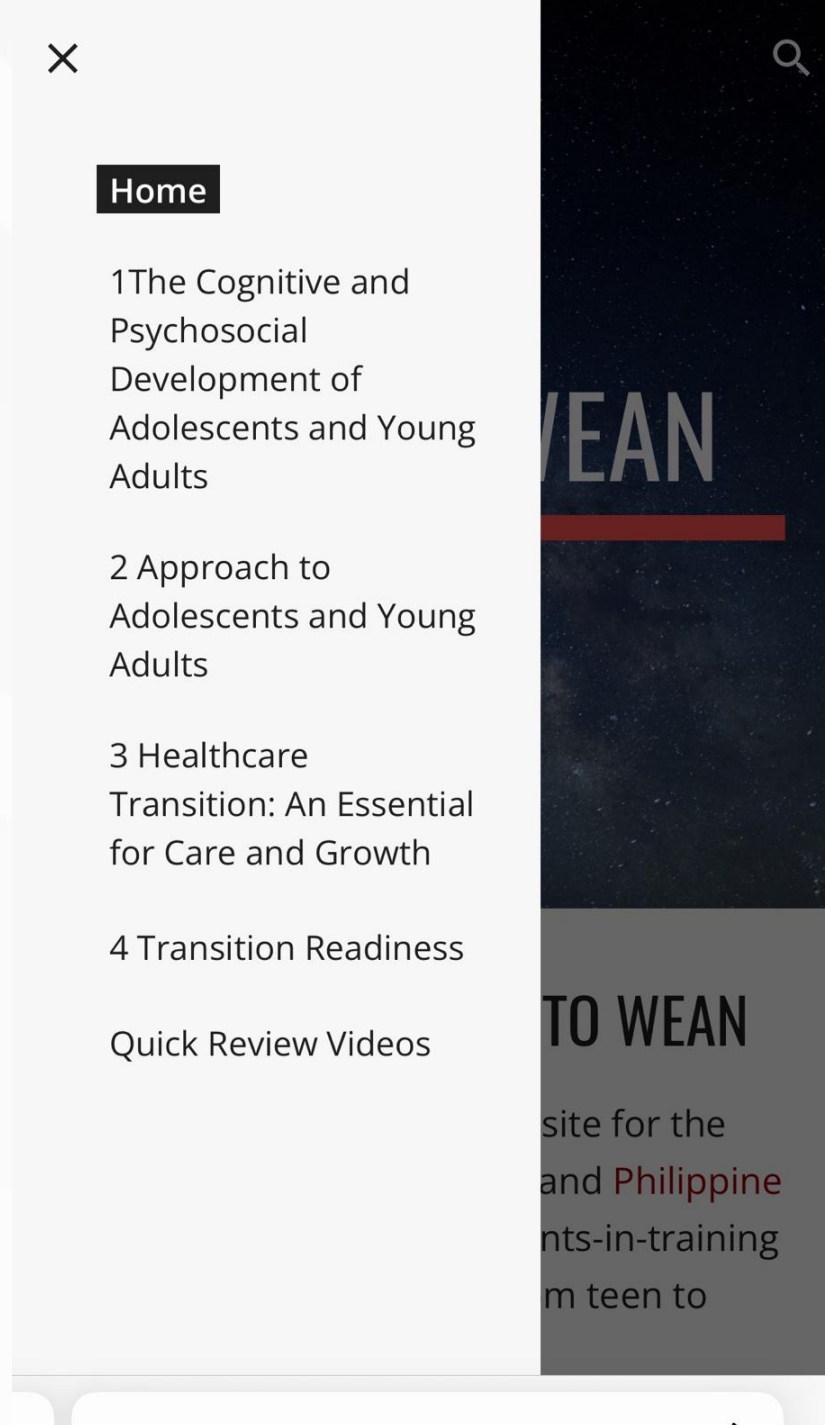 Home
1The Cognitive and
Psychosocial
Development of
Adolescents and Young
Adults
2 Approach to
Adolescents and Young
Adults
3 Healthcare
Transition: An Essential
for Care and Growth
4 Transition Readiness
Quick Review Videos
TO WEAN
site for the
and Philippine
nts-in-training
m teen to